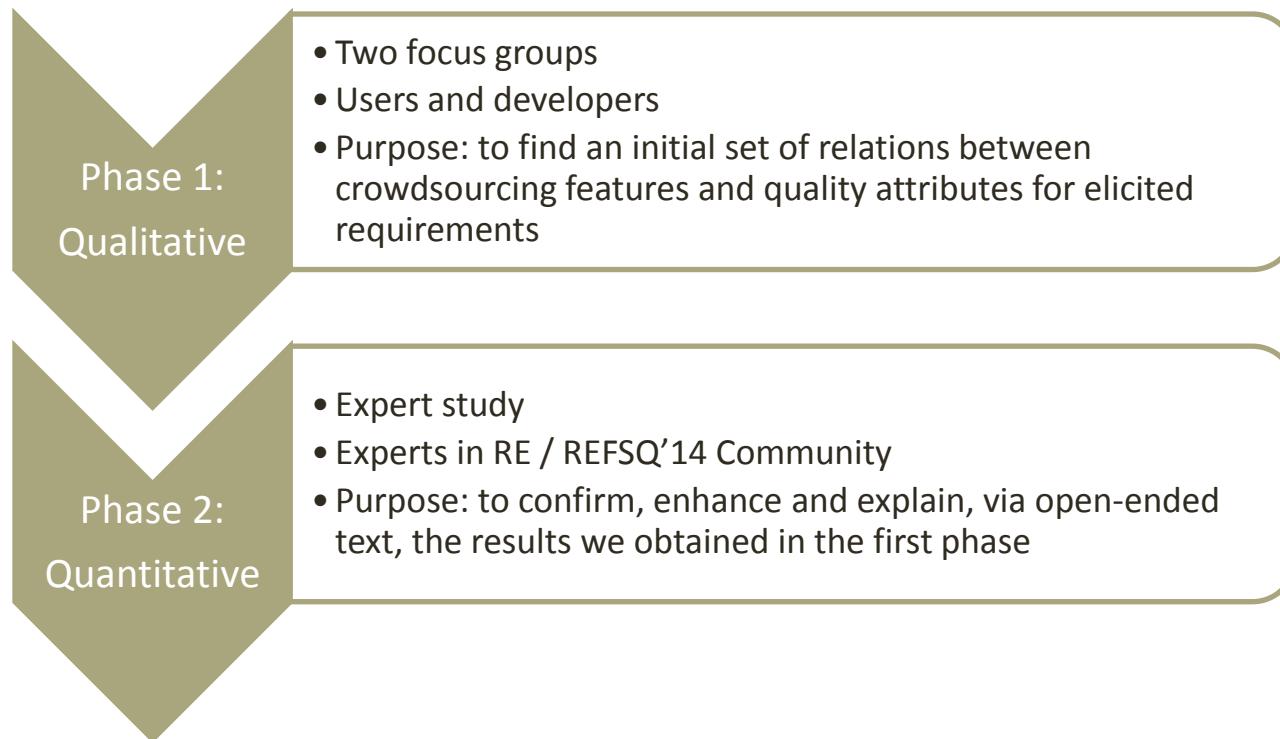 Phase 1:
Qualitative
• Two focus groups
• Users and developers
• Purpose: to find an initial set of relations between
crowdsourcing features and quality attributes for elicited
requirements
Phase 2:
Quantitative
• Expert study
• Experts in RE / REFSQ’14 Community
• Purpose: to confirm, enhance and explain, via open-ended
text, the results we obtained in the first phase